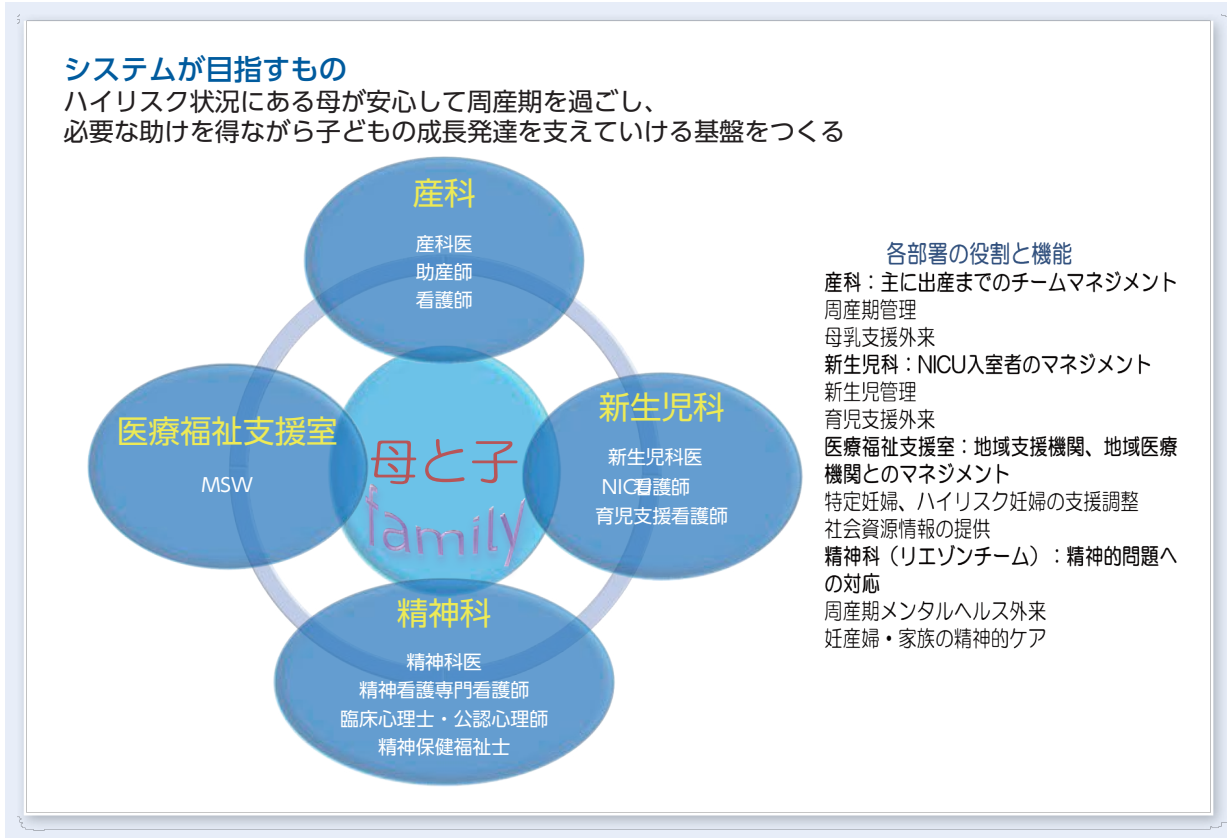 システムが目指すもの
ハイリスク状況にある母が安心して周産期を過ごし、
必要な助けを得ながら子どもの成長発達を支えていける基盤をつくる
産科
産科医
助産師
看護師
医療福祉支援室
MSW
母と子
family
新生児科
新生児科医
NICU看護師
育児支援看護師
精神科
精神科医
精神看護専門看護師
臨床心理士・公認心理師
精神保健福祉士
各部署の役割と機能
産科：主に出産までのチームマネジメント
周産期管理
母乳支援外来
新生児科：NICU入室者のマネジメント
新生児管理
育児支援外来
医療福祉支援室：地域支援機関、地域医療
機関とのマネジメント
特定妊婦、ハイリスク妊婦の支援調整
社会資源情報の提供
精神科（リエゾンチーム）：精神的問題へ
の対応
周産期メンタルヘルス外来
妊産婦・家族の精神的ケア